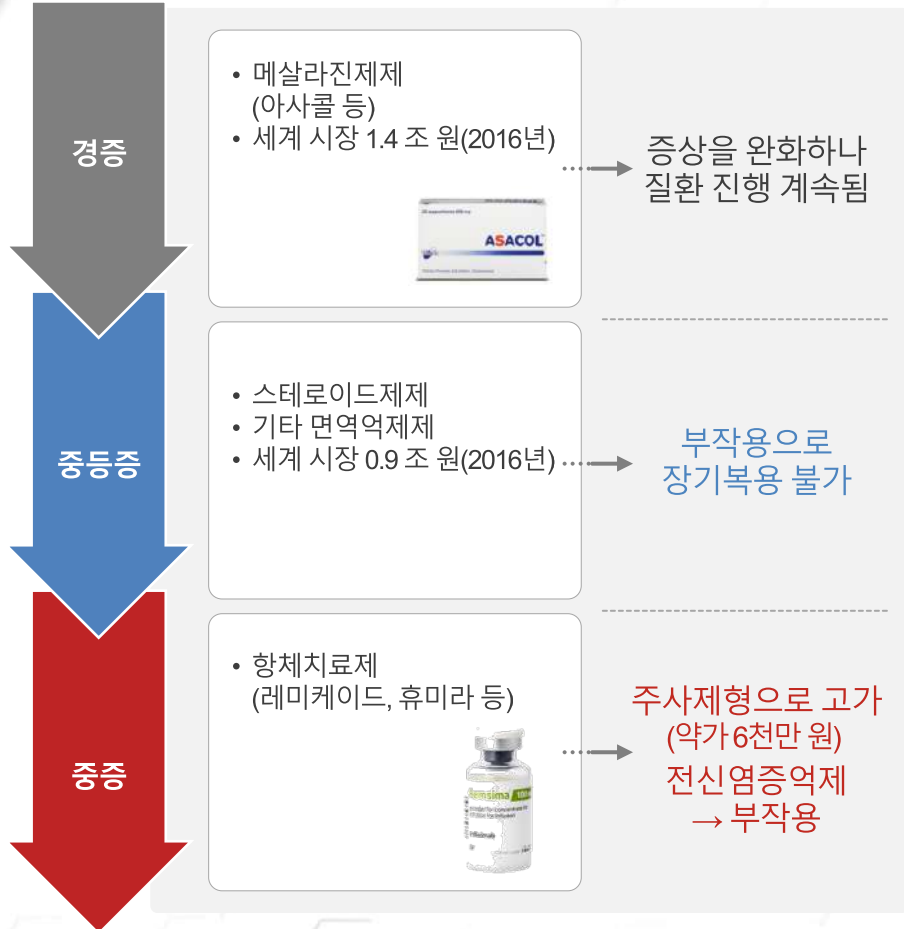 경증
• 메살라진제제
(아사콜 등)
• 세계 시장 1.4 조 원(2016년)
ASACOL
증상을 완화하나
질환 진행 계속됨
중등증
• 스테로이드제제
• 기타 면역억제제
• 세계 시장 0.9 조 원(2016년)
부작용으로
장기복용 불가
중증
• 항체치료제
(레미케이드, 휴미라 등)
주사제형으로 고가
(약가 6천만 원)
전신염증억제
→ 부작용